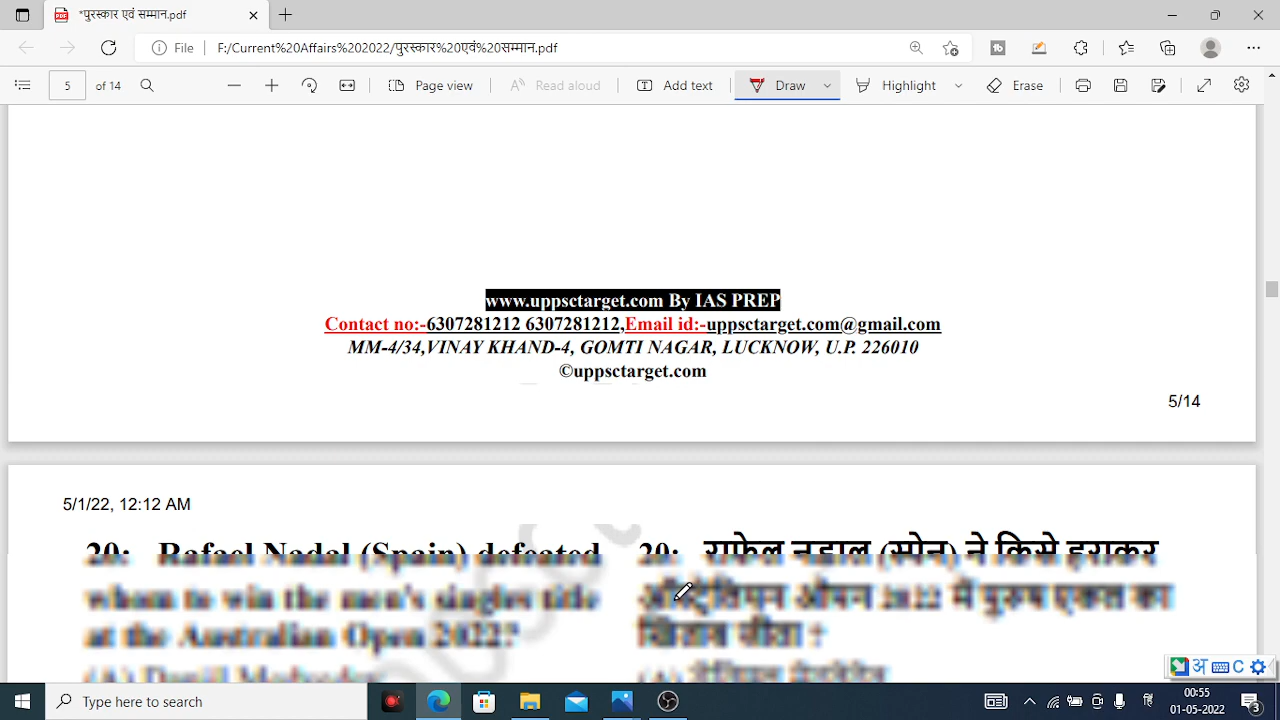 *पुरस्कार एवं सम्मान.pdf
File F:/Current%20Affairs%202022/पुरस्कार%20एवं%20सम्मान.pdf
5 of 14 Page view Read aloud Add text Draw Highlight Erase
www.uppsctarget.com By IAS PREP
Contact no:-6307281212 6307281212,Email id:-uppsctarget.com@gmail.com
MM-4/34,VINAY KHAND-4, GOMTI NAGAR, LUCKNOW, U.P. 226010
©uppsctarget.com
5/14
5/1/22, 12:12 AM
20: Rafael Nadal (Spain) defeated
whom to win the men's singles title
at the Australian Open 2022?
(A) Daniil Medvedev
20: राफेल नडाल (स्पेन) ने किसे हराकर
ऑस्ट्रेलियन ओपन 2022 में पुरुष एकल का
खिताब जीता ?
अ C
Type here to search
हि
00:55
01-05-2022
3